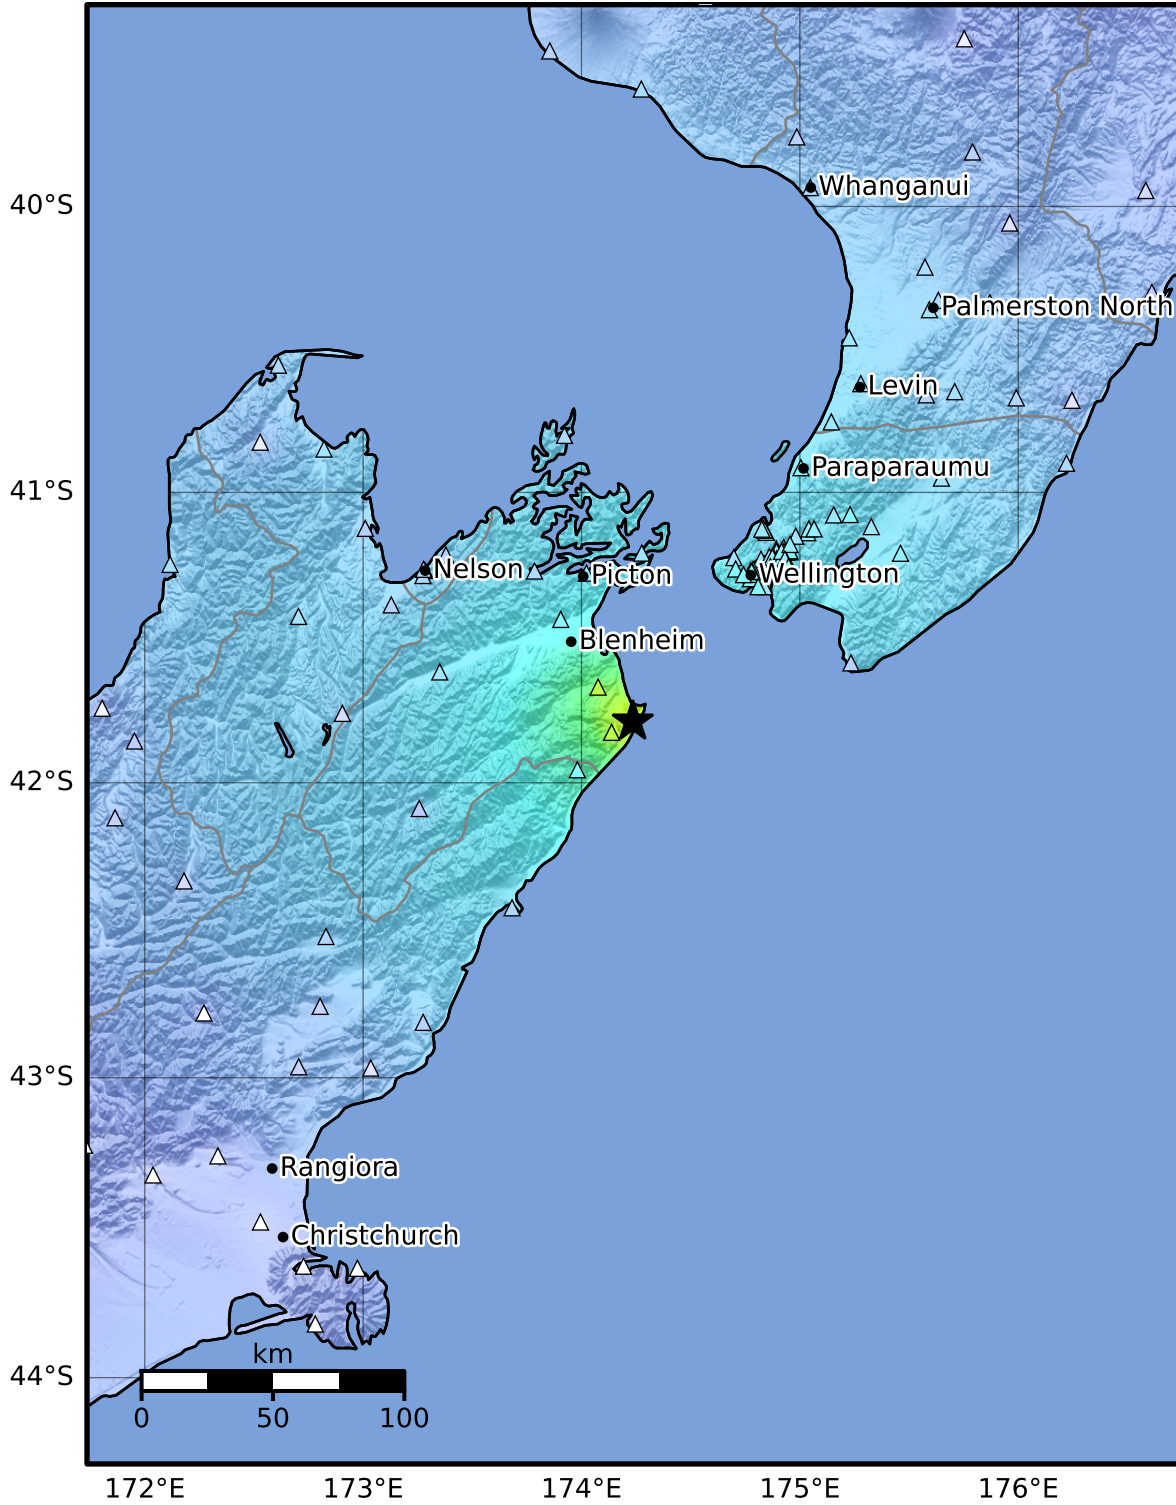 Whanganui
40°S
Palmerston North
Levin
Paraparaumu
41°S
Nelson
Picton
Wellington
Blenheim
42°S
43°S
Rangiora
Christchurch
km
44°S
0 50 100
172°E 173°E 174°E 175°E 176°E